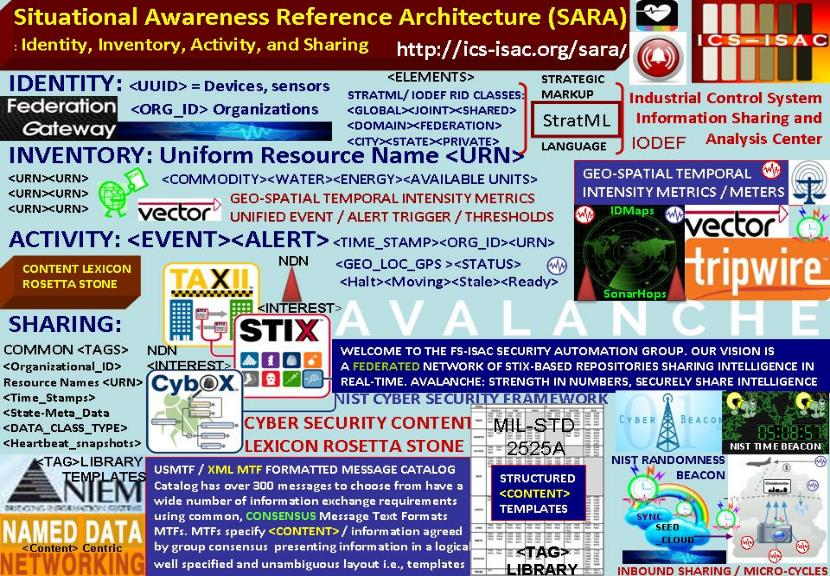 Situational Awareness Reference Architecture (SARA)
: Identity, Inventory, Activity, and Sharing
http://ics-isac.org/sara/
ICS-ISAC
IDENTITY: <UUID> = Devices, sensors
<ORG_ID> Organizations
Federation
Gateway
<ELEMENTS>
STRATML/ IODEF RID CLASSES:
<GLOBAL><JOINT><SHARED>
<DOMAIN><FEDERATION>
<CITY><STATE><PRIVATE>
STRATEGIC
MARKUP
StratML
LANGUAGE
Industrial Control System
Information Sharing and
Analysis Center
IODEF
INVENTORY: Uniform Resource Name <URN>
<URN><URN>
<URN><URN>
<URN><URN>
<COMMODITY><WATER><ENERGY><AVAILABLE UNITS>
vector
GEO-SPATIAL TEMPORAL INTENSITY METRICS
UNIFIED EVENT / ALERT TRIGGER / THRESHOLDS
GEO-SPATIAL TEMPORAL
INTENSITY METRICS / METERS
IDMaps
SonarHops
vector
tripwire
ACTIVITY: <EVENT><ALERT> <TIME_STAMP><ORG_ID><URN>
<GEO_LOC_GPS ><STATUS>
<Halt><Moving><Stale><Ready>
CONTENT LEXICON
ROSETTA STONE
TAXII
NDN
<INTEREST>
STIX
AVALANCHE
SHARING:
COMMON <TAGS>
<Organizational_ID>
Resource Names <URN>
<Time_Stamps>
<State-Meta_Data
<DATA_CLASS_TYPE>
<Heartbeat_snapshots>
NDN
<INTEREST>
CybOX
WELCOME TO THE FS-ISAC SECURITY AUTOMATION GROUP. OUR VISION IS
A FEDERATED NETWORK OF STIX-BASED REPOSITORIES SHARING INTELLIGENCE IN
REAL-TIME. AVALANCHE: STRENGTH IN NUMBERS, SECURELY SHARE INTELLIGENCE
NIST CYBER SECURITY FRAMEWORK
CYBER SECURITY CONTENT
LEXICON ROSETTA STONE
<TAG>LIBRARY
TEMPLATES
NIEM
NAMED DATA
<Content> Centric
NETWORKING
USMTF / XML MTF FORMATTED MESSAGE CATALOG
Catalog has over 300 messages to choose from have a
wide number of information exchange requirements
using common, CONSENSUS Message Text Formats
MTFs. MTFs specify <CONTENT> / information agreed
by group consensus presenting information in a logical
well specified and unambiguous layout i.e., templates
MIL-STD
2525A
STRUCTURED
<CONTENT>
TEMPLATES
<TAG>
LIBRARY
CYBER BEACON
01
05:08:57
NIST TIME BEACON
NIST RANDOMNESS
BEACON
SYNC
SEED
CLOUD
INBOUND SHARING / MICRO-CYCLES